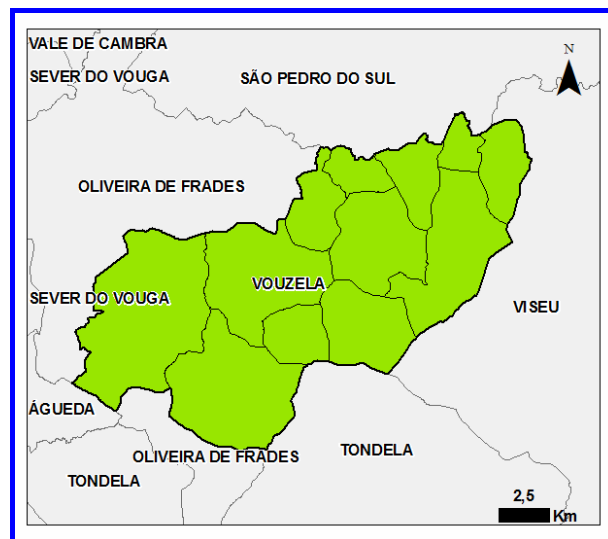 VALE DE CAMBRA
N
SEVER DO VOUGA
SÃO PEDRO DO SUL
OLIVEIRA DE FRADES
SEVER DO VOUGA
VOUZELA
VISEU
ÁGUEDA
TONDELA
OLIVEIRA DE FRADES
TONDELA
2,5
Km